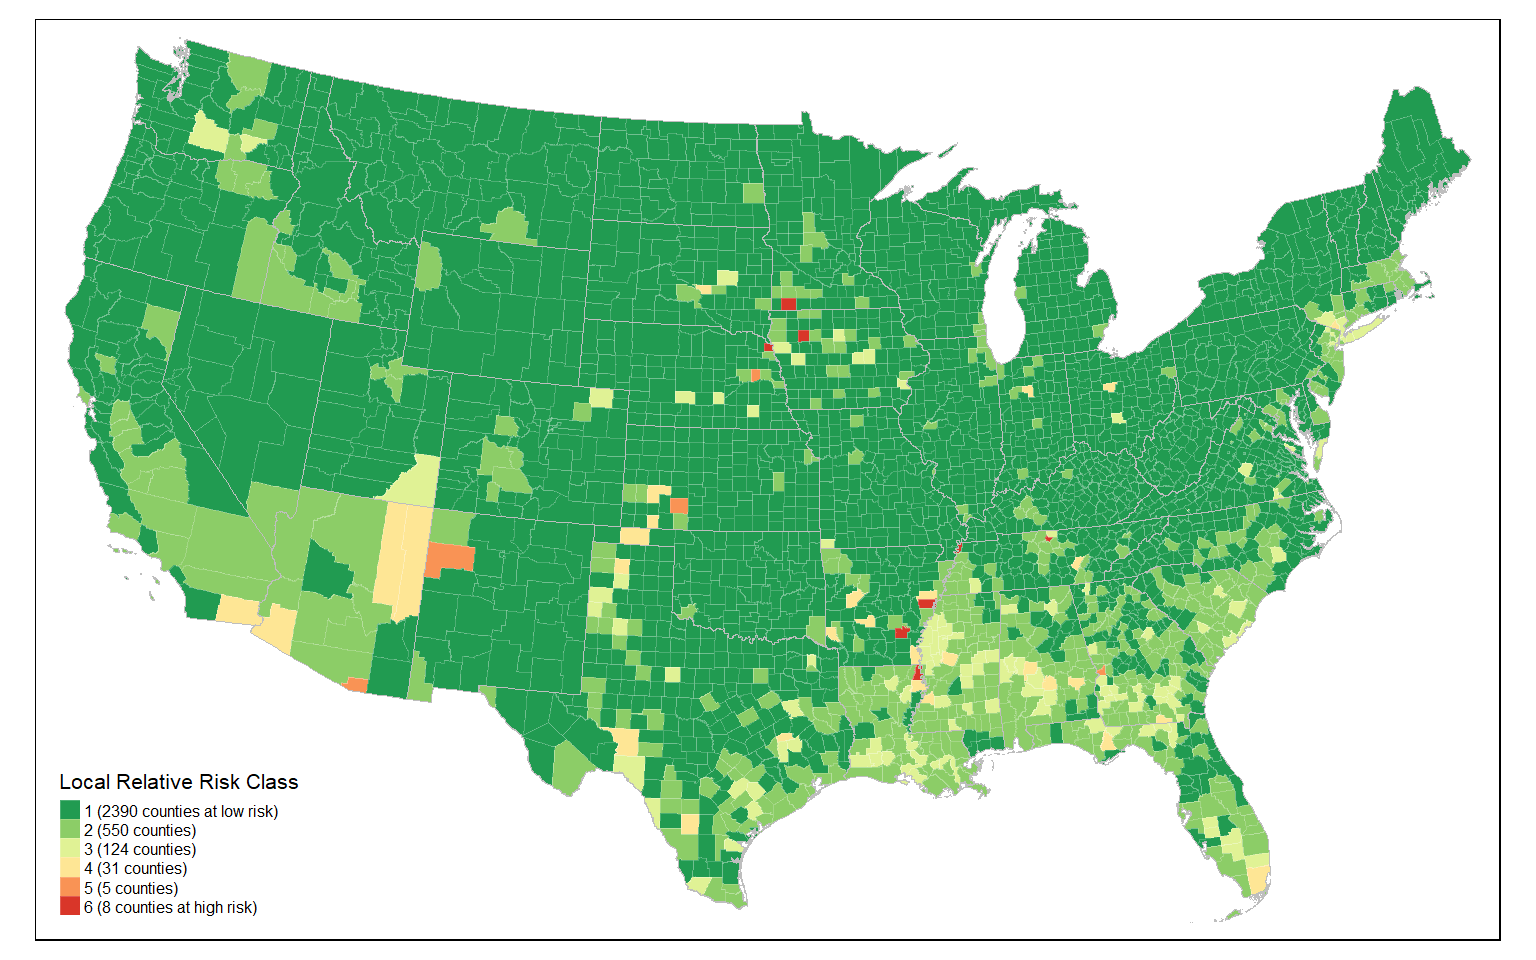 Local Relative Risk Class
1 (2390 counties at low risk)
2 (550 counties)
3 (124 counties)
4 (31 counties)
5 (5 counties)
6 (8 counties at high risk)